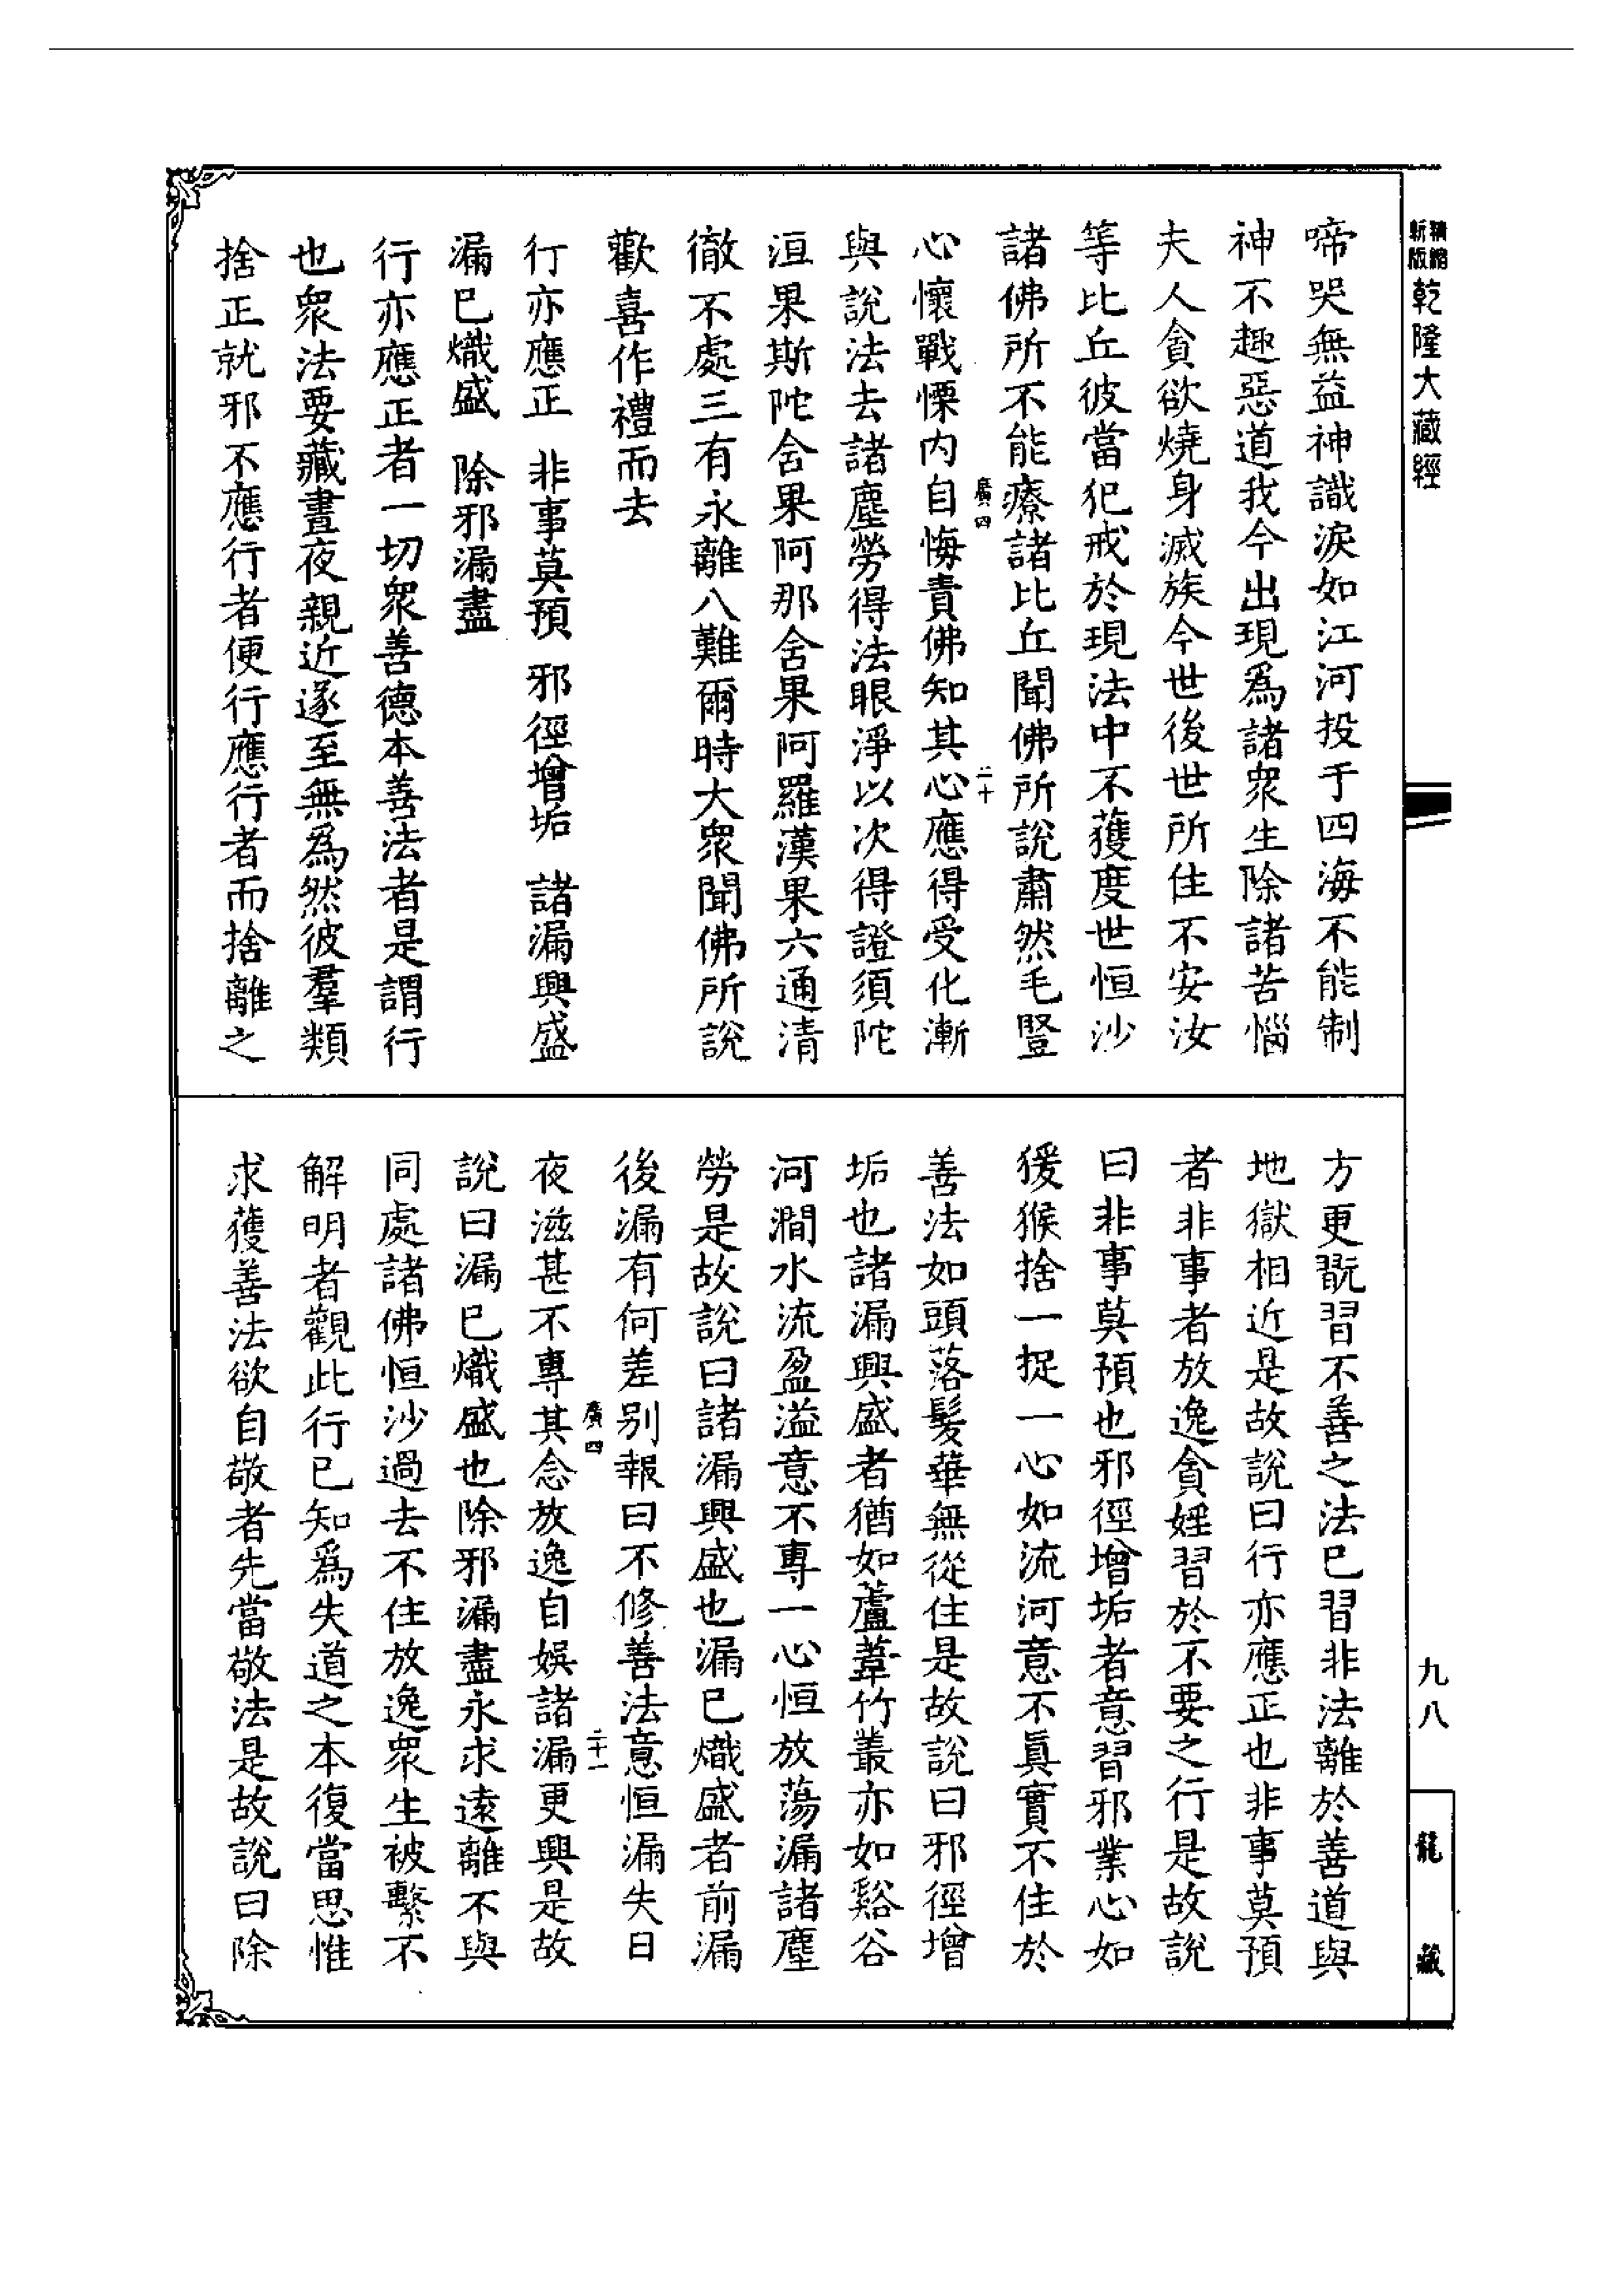 新版
精縮
乾隆大藏經
九八
龍藏
啼哭無益神識淚如江河投于四海不能制
神不趣惡道我今出現爲諸衆生除諸苦惱
夫人貪欲燒身滅族今世後世所住不安汝
等比丘彼當犯戒於現法中不獲度世恒沙
諸佛所不能療諸比丘聞佛所說肅然毛豎
廣四
二十
心懷戰慄内自悔責佛知其心應得受化漸
與說法去諸塵勞得法眼淨以次得證須陀
洹果斯陀含果阿那含果阿羅漢果六通清
徹不處三有永離八難爾時大衆聞佛所說
歡喜作禮而去
行亦應正　非事莫預　邪徑增垢　諸漏興盛
漏已熾盛　除邪漏盡
行亦應正者一切衆善德本善法者是謂行
也衆法要藏晝夜親近遂至無爲然彼羣類
捨正就邪不應行者便行應行者而捨離之
方更翫習不善之法已習非法離於善道與
地獄相近是故說曰行亦應正也非事莫預
者非事者放逸貪婬習於不要之行是故說
曰非事莫預也邪徑增垢者意習邪業心如
猨猴捨一捉一心如流河意不眞實不住於
善法如頭落髮華無從住是故說曰邪徑增
垢也諸漏興盛者猶如蘆葦竹叢亦如谿谷
河澗水流盈溢意不專一心恒放蕩漏諸塵
勞是故說曰諸漏興盛也漏已熾盛者前漏
後漏有何差别報曰不修善法意恒漏失日
廣四
二十一
夜滋甚不專其念放逸自娛諸漏更興是故
說曰漏已熾盛也除邪漏盡永求遠離不與
同處諸佛恒沙過去不住放逸衆生被繫不
解明者觀此行已知爲失道之本復當思惟
求獲善法欲自敬者先當敬法是故說曰除